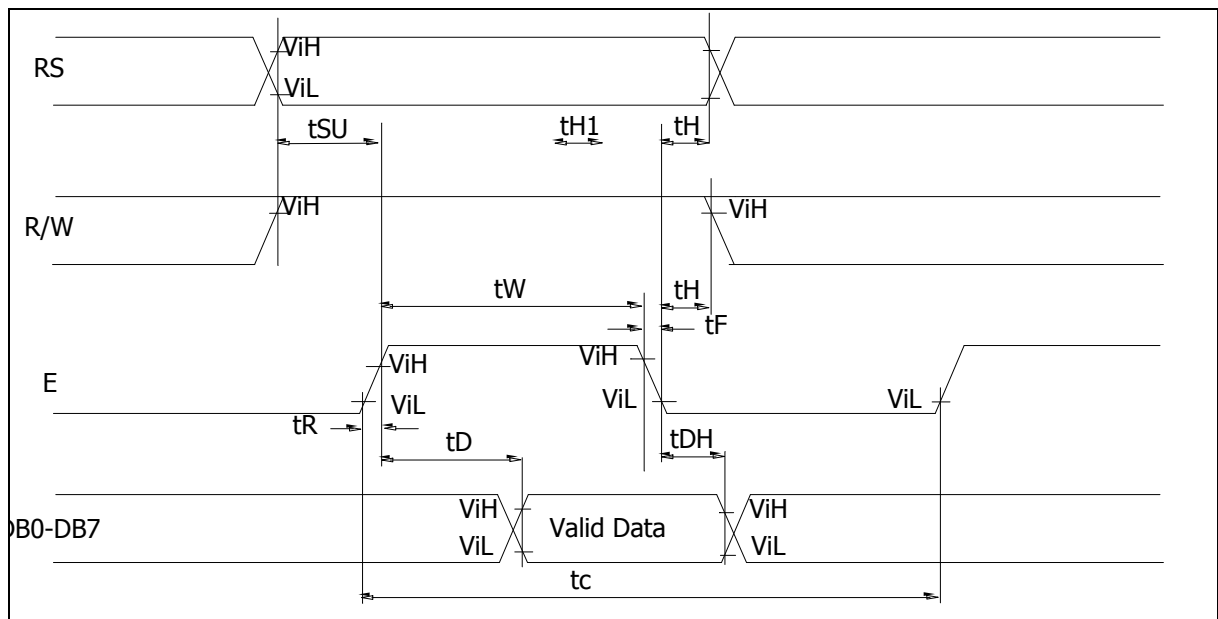 ViH
RS
ViL
tSU tH1 tH
ViH ViH
R/W
tW tH
tF
ViH ViH
E
ViL ViL ViL
tR
tD tDH
ViH ViH
DB0-DB7 Valid Data
ViL ViL
tc